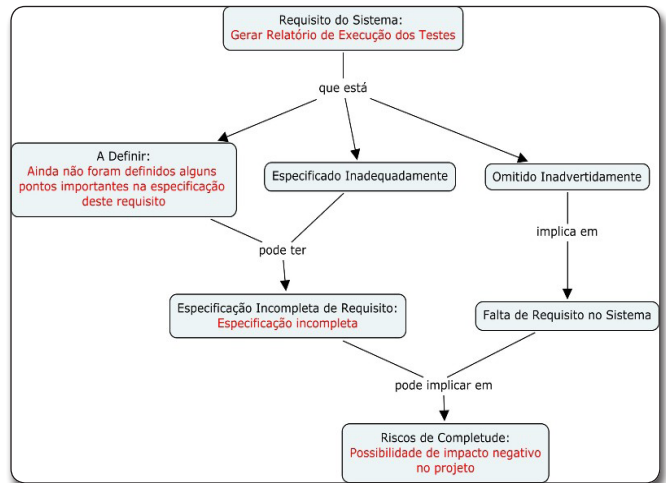 Requisito do Sistema:
Gerar Relatório de Execução dos Testes
que está
A Definir:
Ainda não foram definidos alguns
pontos importantes na especificação
deste requisito
Especificado Inadequadamente
Omitido Inadvertidamente
pode ter
implica em
Especificação Incompleta de Requisito:
Especificação incompleta
Falta de Requisito no Sistema
pode implicar em
Riscos de Completude:
Possibilidade de impacto negativo
no projeto